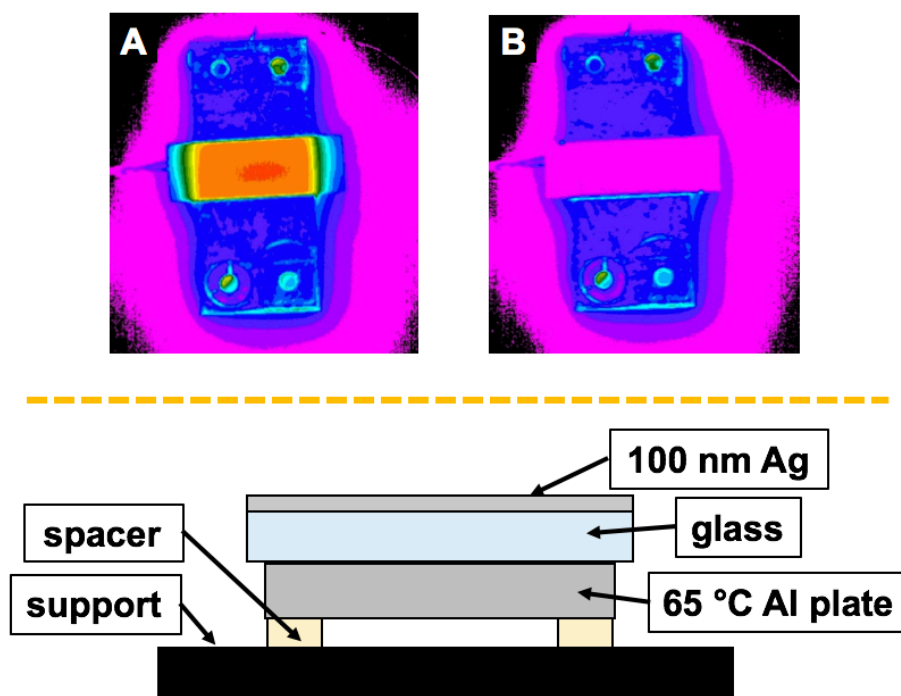 A
B
100 nm Ag
glass
spacer
support
65 °C Al plate